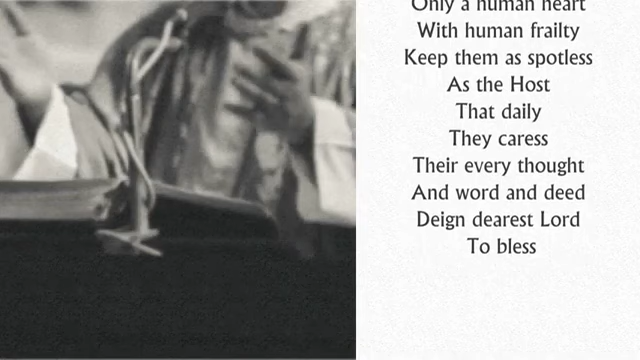 Only a human heart
With human frailty
Keep them as spotless
As the Host
That daily
They caress
Their every thought
And word and deed
Deign dearest Lord
To bless